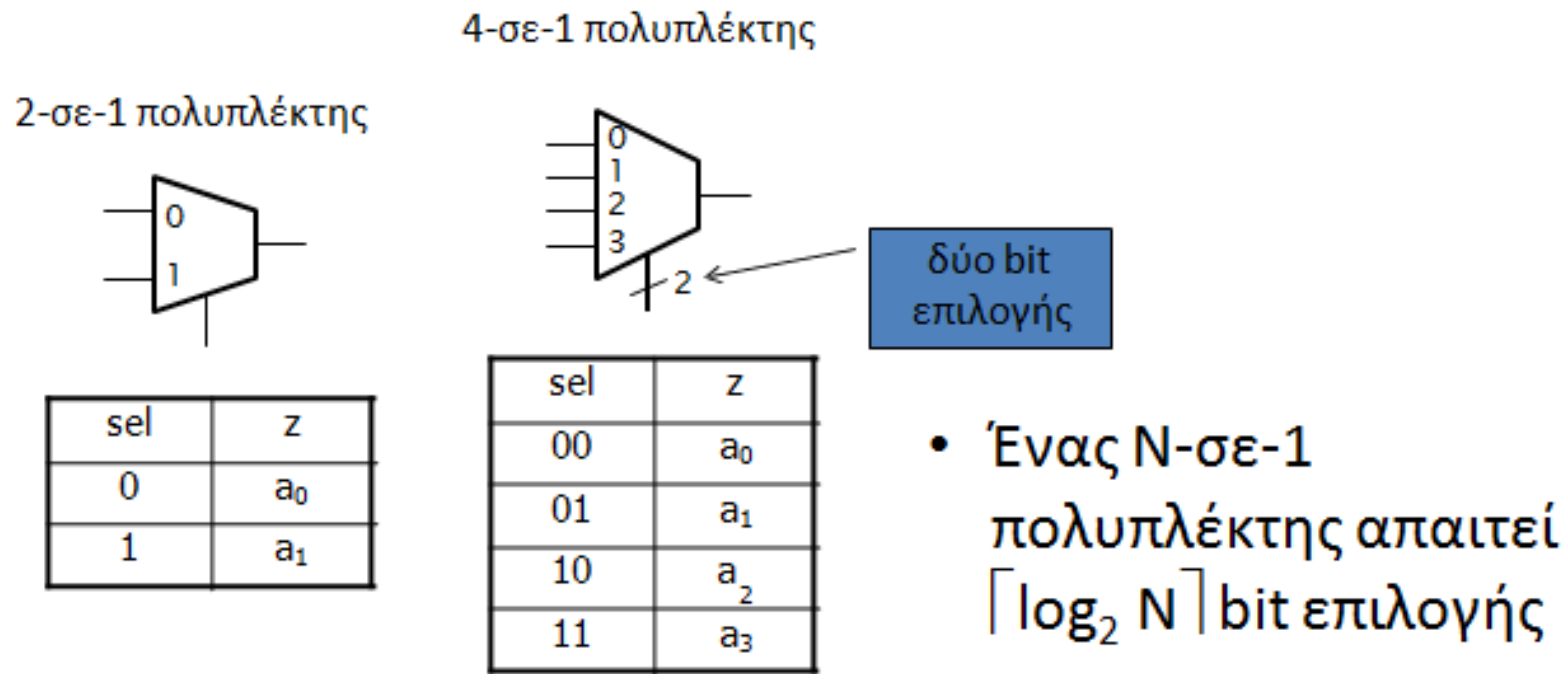 4-σε-1 πολυπλέκτης
2-σε-1 πολυπλέκτης
0
1
0
1
2
3
2
δύο bit
επιλογής
sel z
0 a₀
1 a₁
sel z
00 a₀
01 a₁
10 a₂
11 a₃
• Ένας N-σε-1
πολυπλέκτης απαιτεί
⌈log₂ N⌉ bit επιλογής